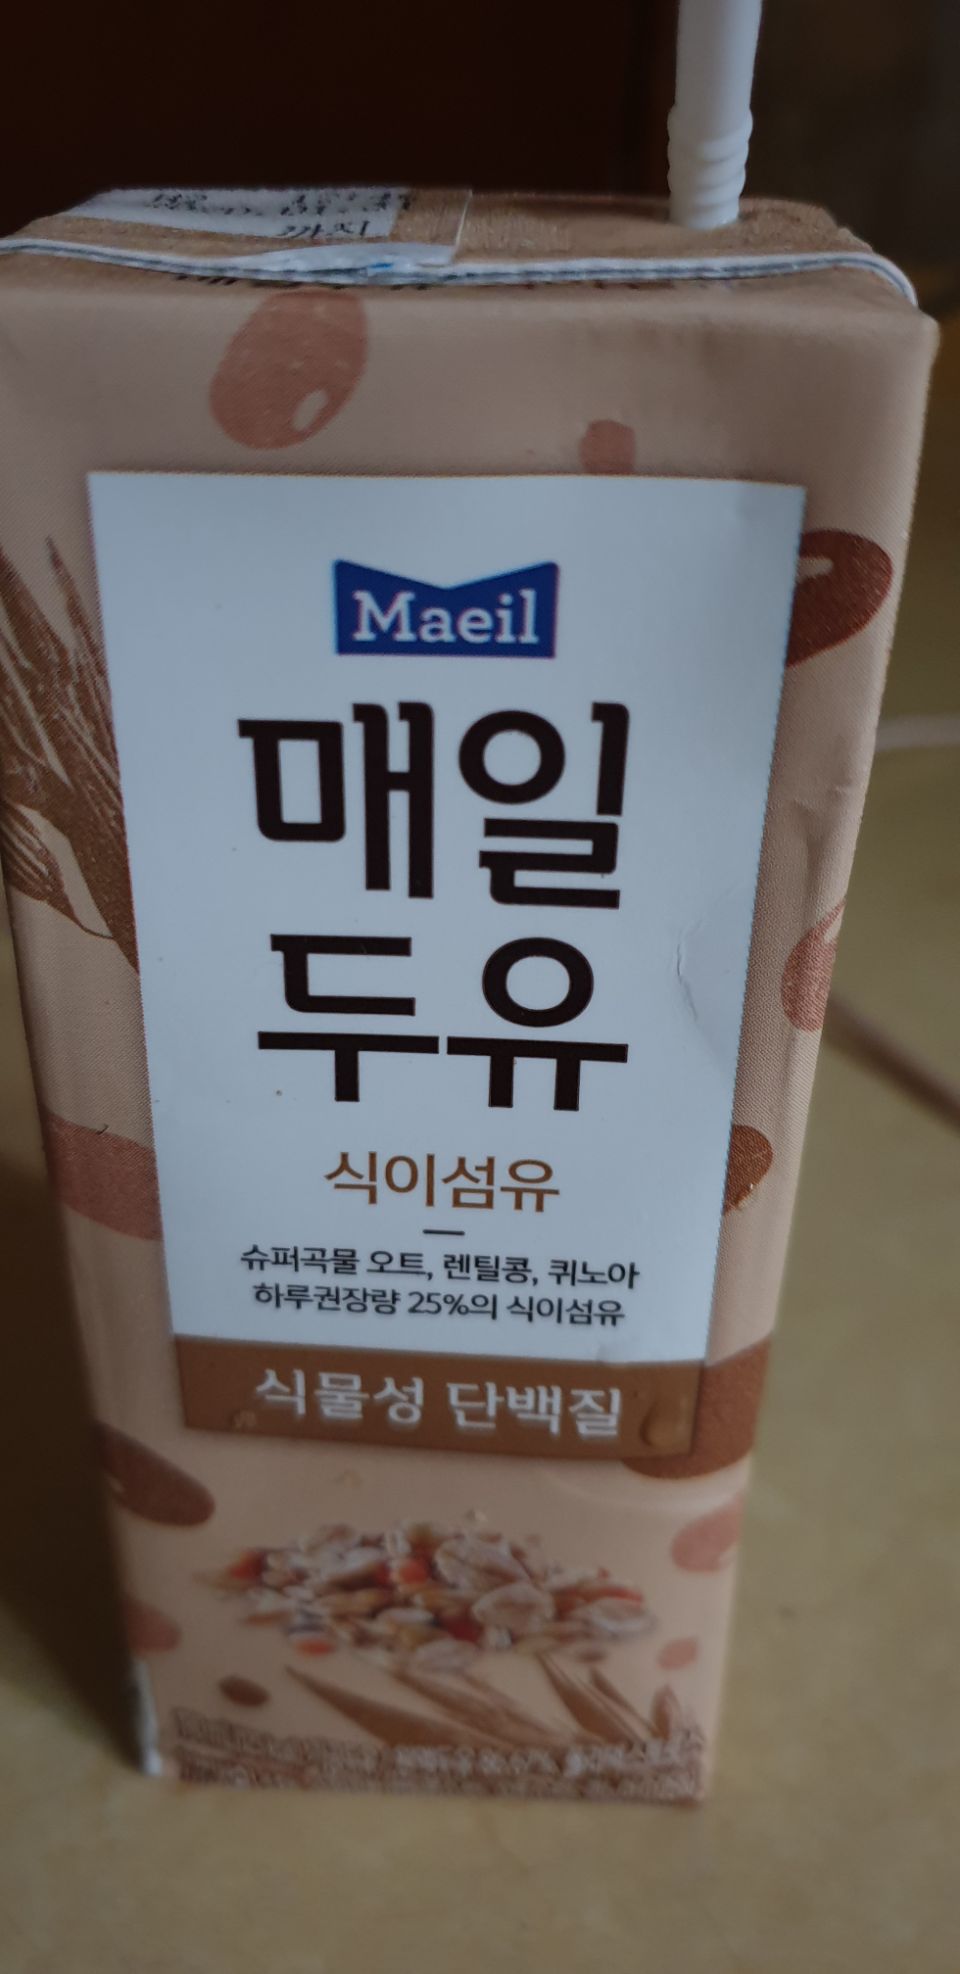 까지
Maeil
매일
두유
식이섬유
슈퍼곡물 오트, 렌틸콩, 퀴노아
하루권장량 25%의 식이섬유
식물성 단백질